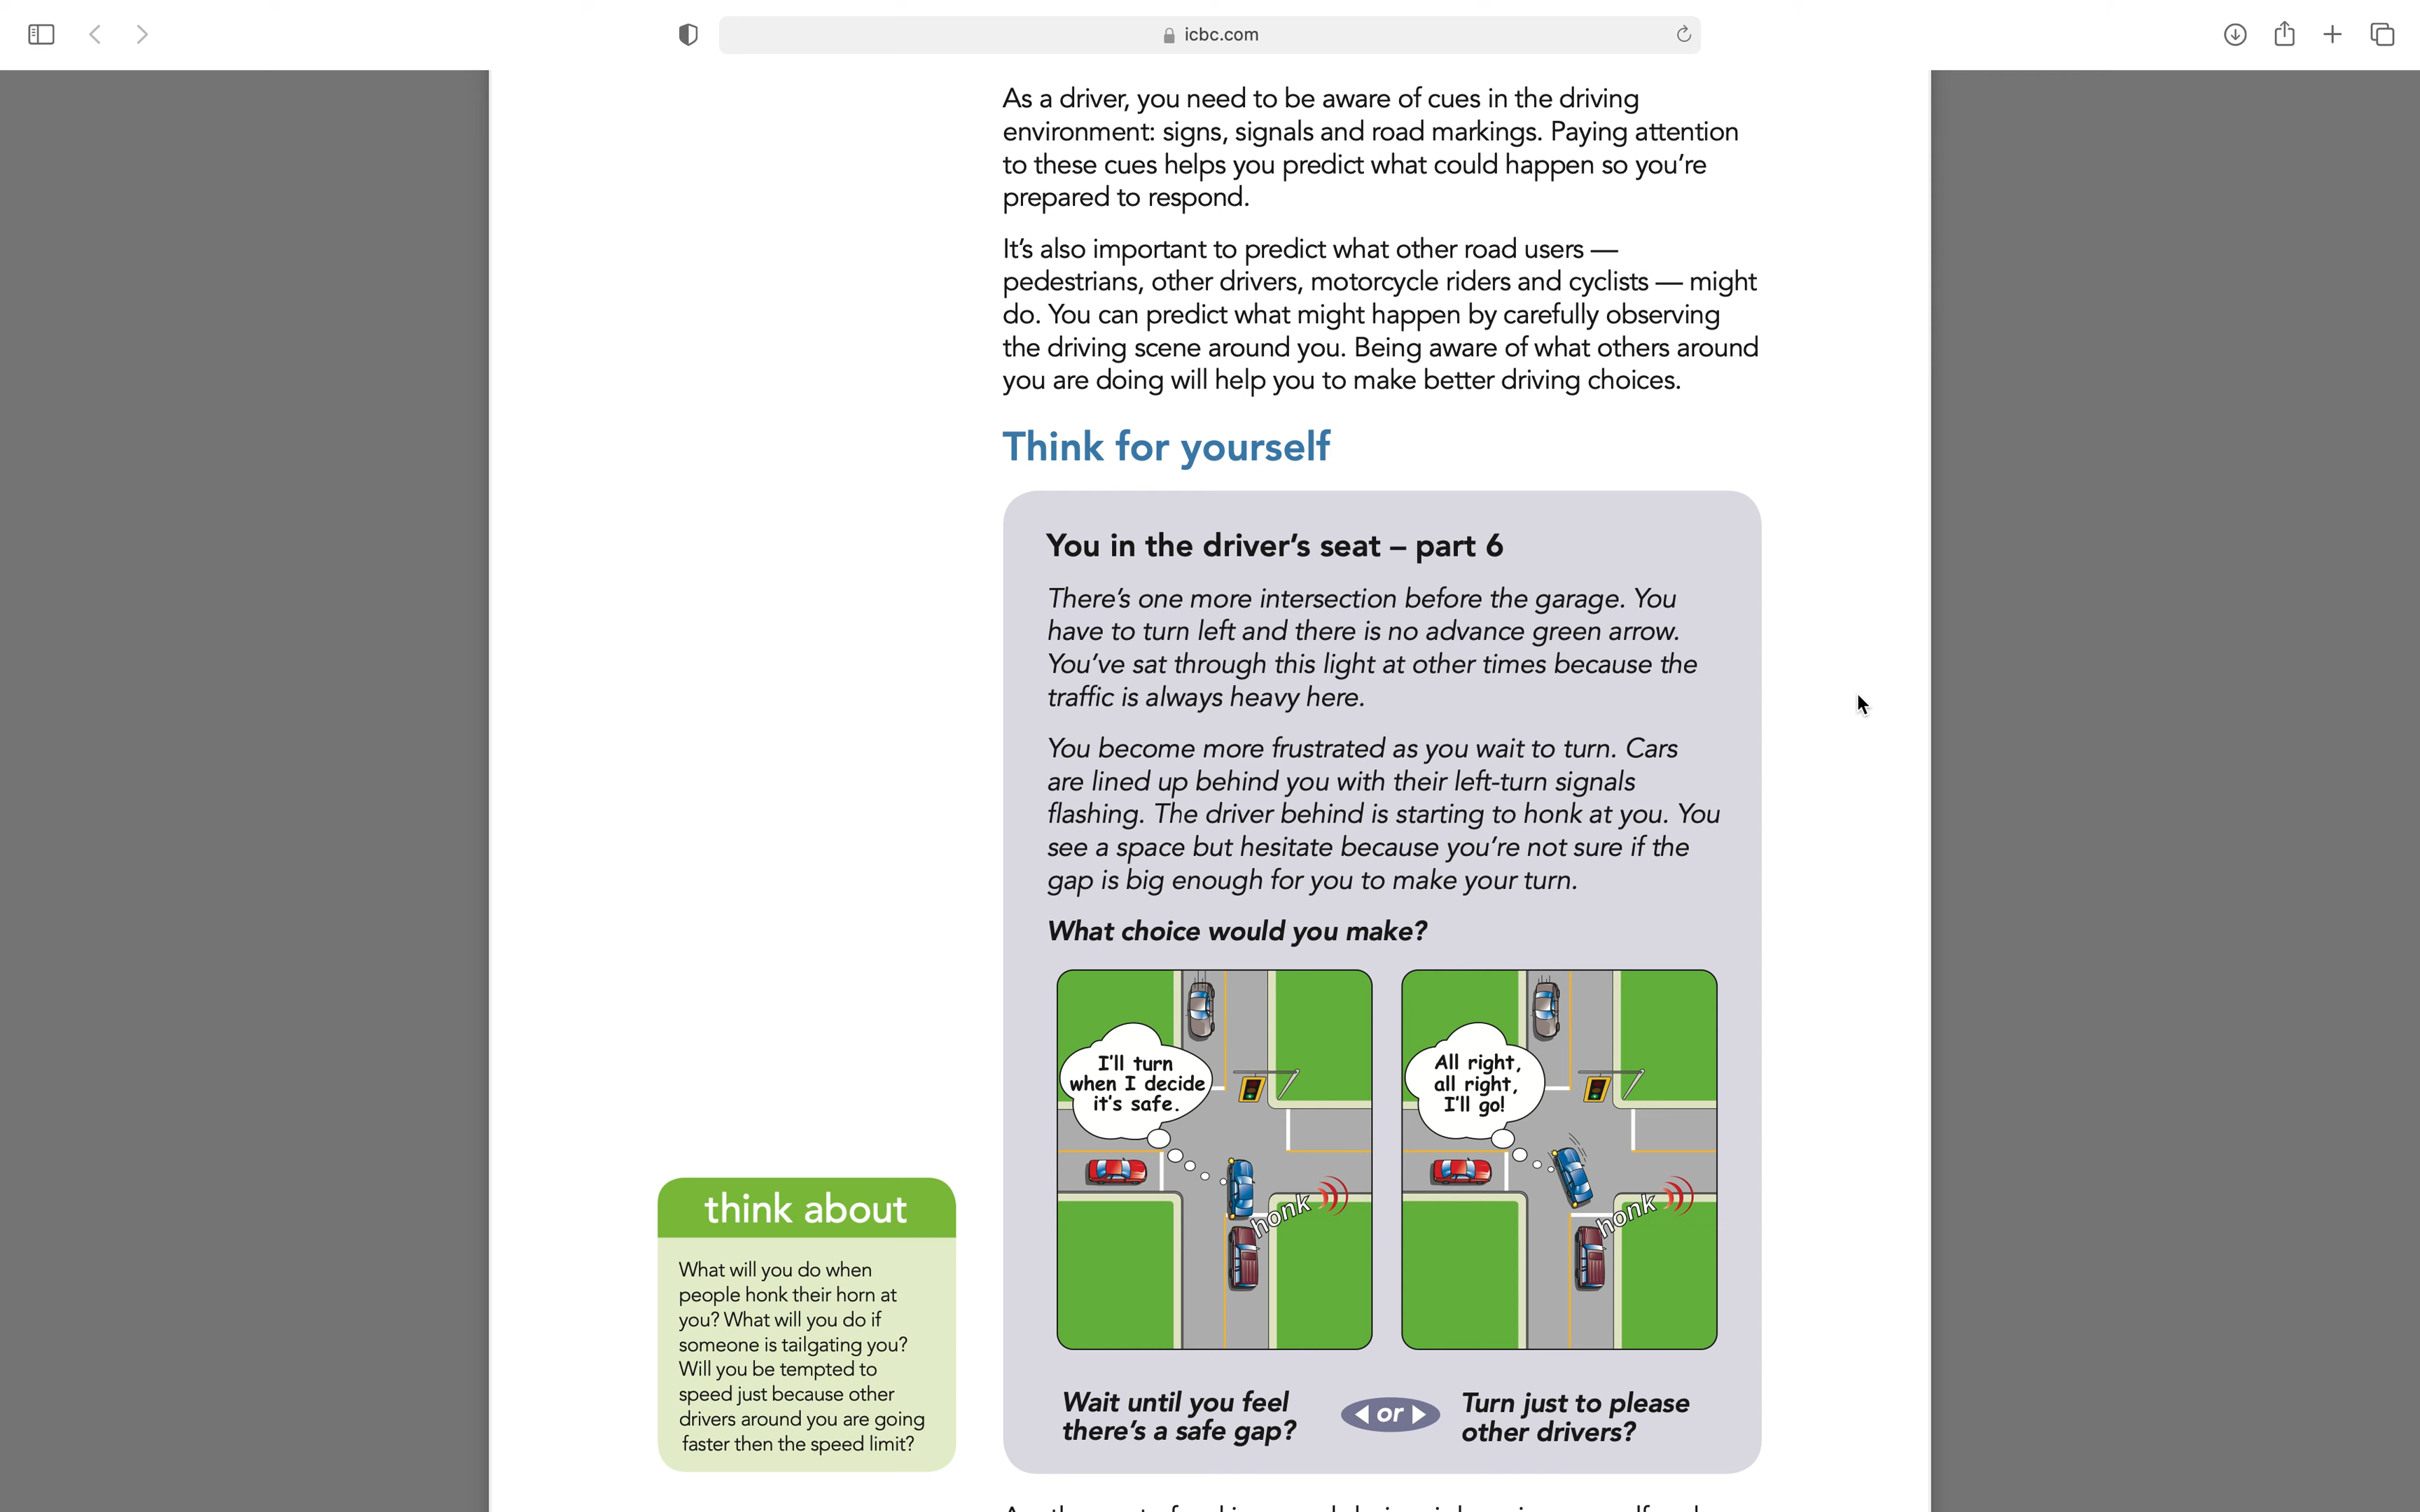 icbc.com
As a driver, you need to be aware of cues in the driving
environment: signs, signals and road markings. Paying attention
to these cues helps you predict what could happen so you're
prepared to respond.
It's also important to predict what other road users —
pedestrians, other drivers, motorcycle riders and cyclists — might
do. You can predict what might happen by carefully observing
the driving scene around you. Being aware of what others around
you are doing will help you to make better driving choices.
Think for yourself
You in the driver's seat – part 6
There's one more intersection before the garage. You
have to turn left and there is no advance green arrow.
You've sat through this light at other times because the
traffic is always heavy here.
You become more frustrated as you wait to turn. Cars
are lined up behind you with their left-turn signals
flashing. The driver behind is starting to honk at you. You
see a space but hesitate because you're not sure if the
gap is big enough for you to make your turn.
What choice would you make?
I'll turn
when I decide
it's safe.
honk
All right,
all right,
I'll go!
honk
Wait until you feel
there's a safe gap?
or
Turn just to please
other drivers?
think about
What will you do when
people honk their horn at
you? What will you do if
someone is tailgating you?
Will you be tempted to
speed just because other
drivers around you are going
faster then the speed limit?